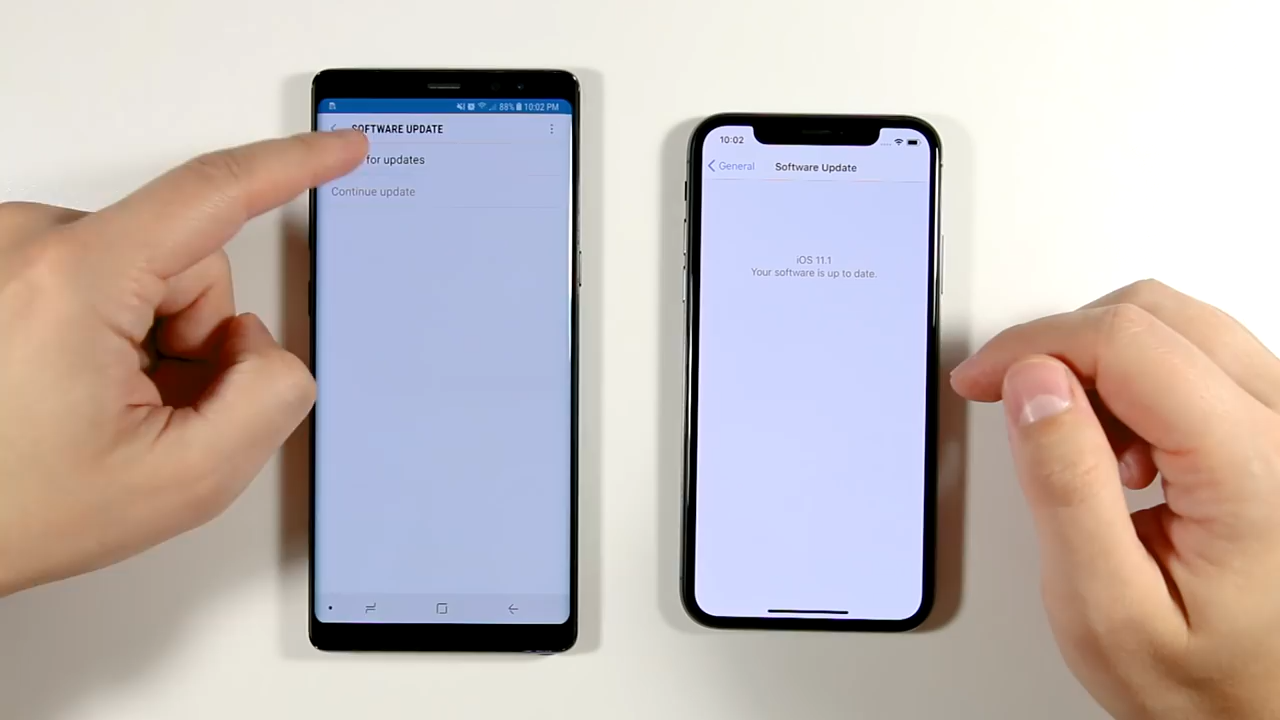 88% 10:02 PM
SOFTWARE UPDATE
for updates
Continue update
10:02
General Software Update
iOS 11.1
Your software is up to date.